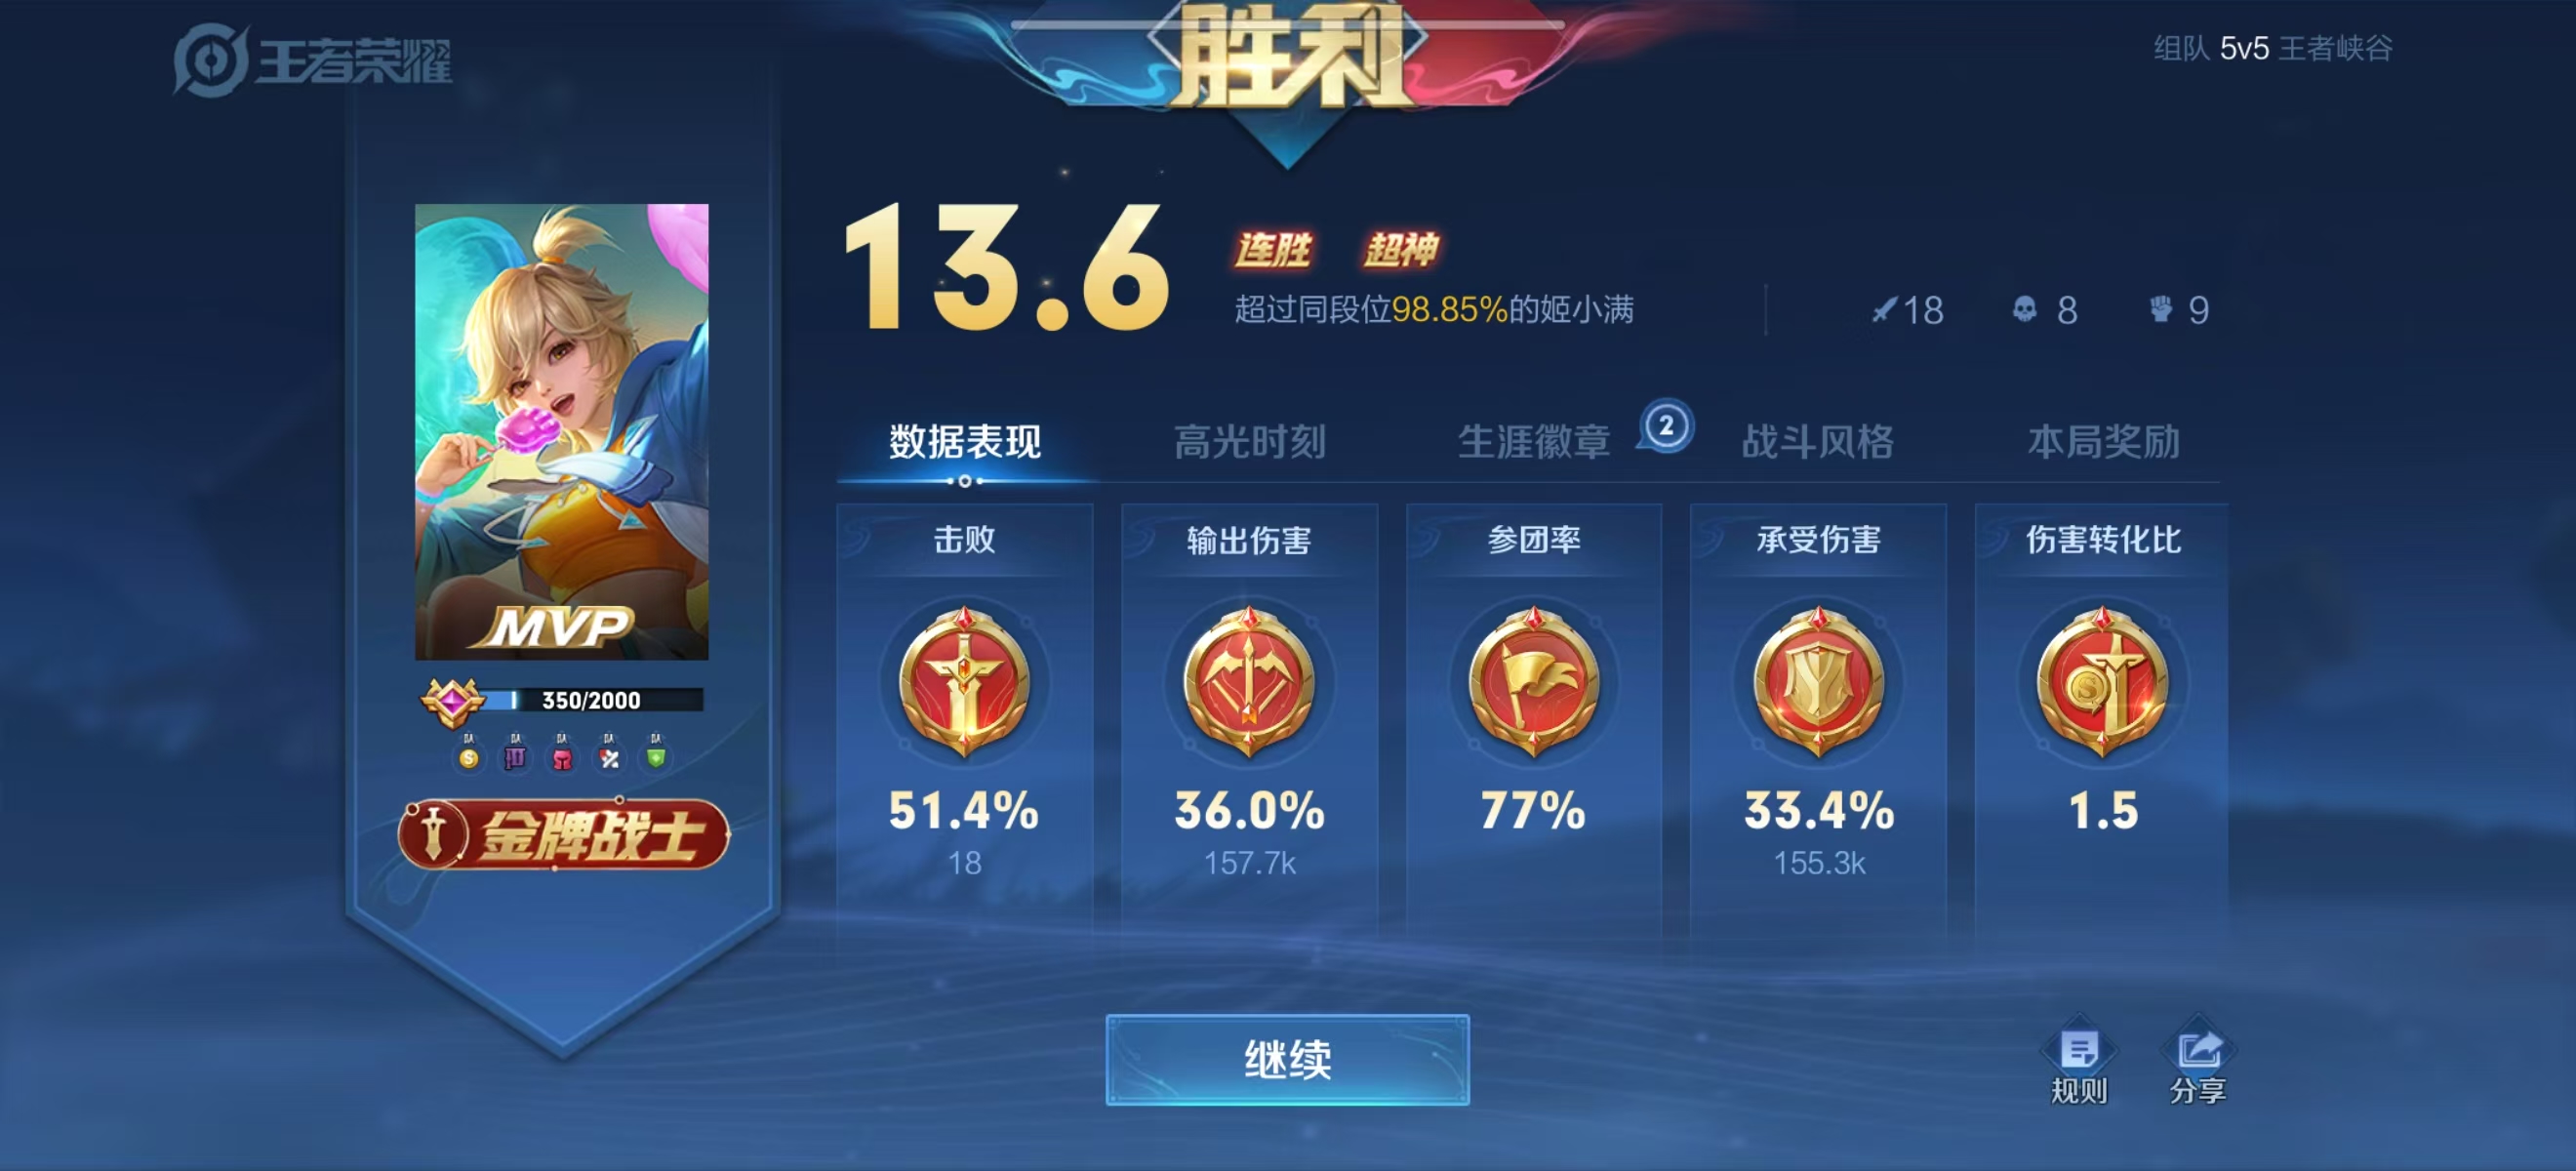 王者荣耀
胜利
组队 5v5 王者峡谷
13.6
连胜 超神
超过同段位98.85%的姬小满
18 8 9
MVP
350/2000
金牌战士
数据表现 高光时刻 生涯徽章 2 战斗风格 本局奖励
击败 输出伤害 参团率 承受伤害 伤害转化比
51.4% 36.0% 77% 33.4% 1.5
18 157.7k 155.3k
继续
规则 分享